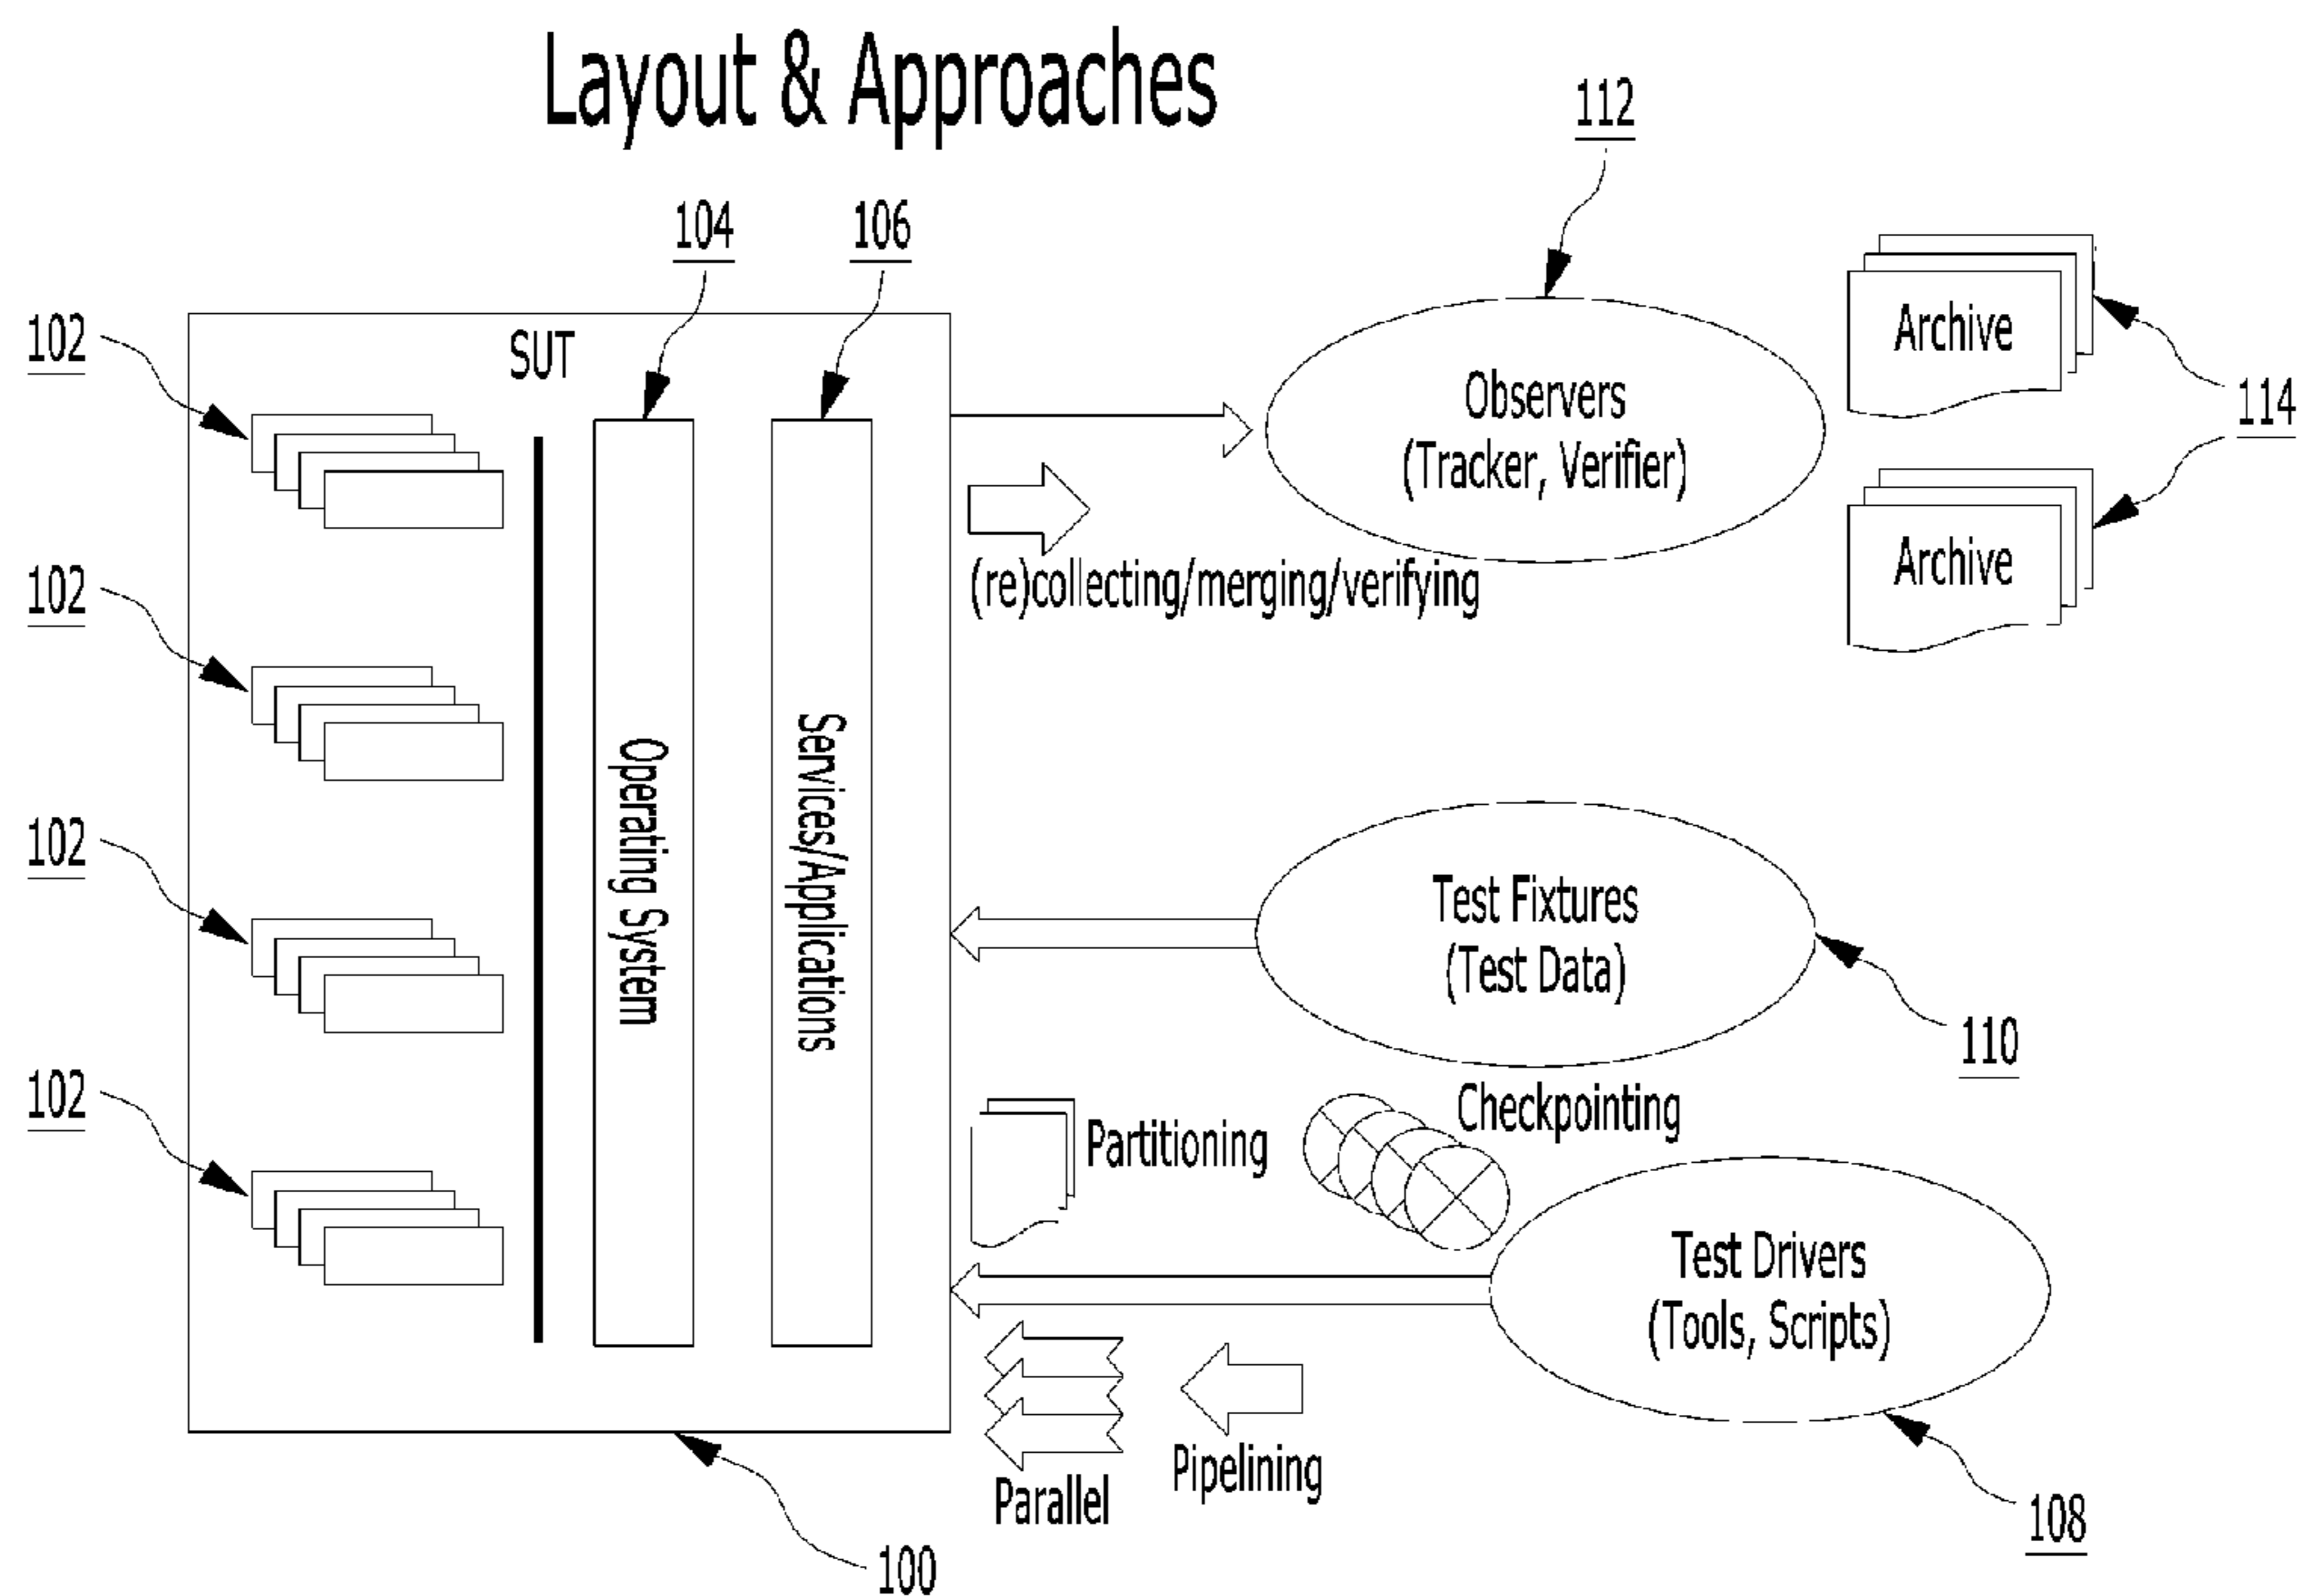 Layout & Approaches
112
104
106
102
SUT
Archive
114
Observers
(Tracker, Verifier)
(re)collecting/merging/verifying
Archive
102
Operating System
Services/Applications
102
Test Fixtures
(Test Data)
110
102
Partitioning
Checkpointing
Test Drivers
(Tools, Scripts)
Parallel
Pipelining
108
100